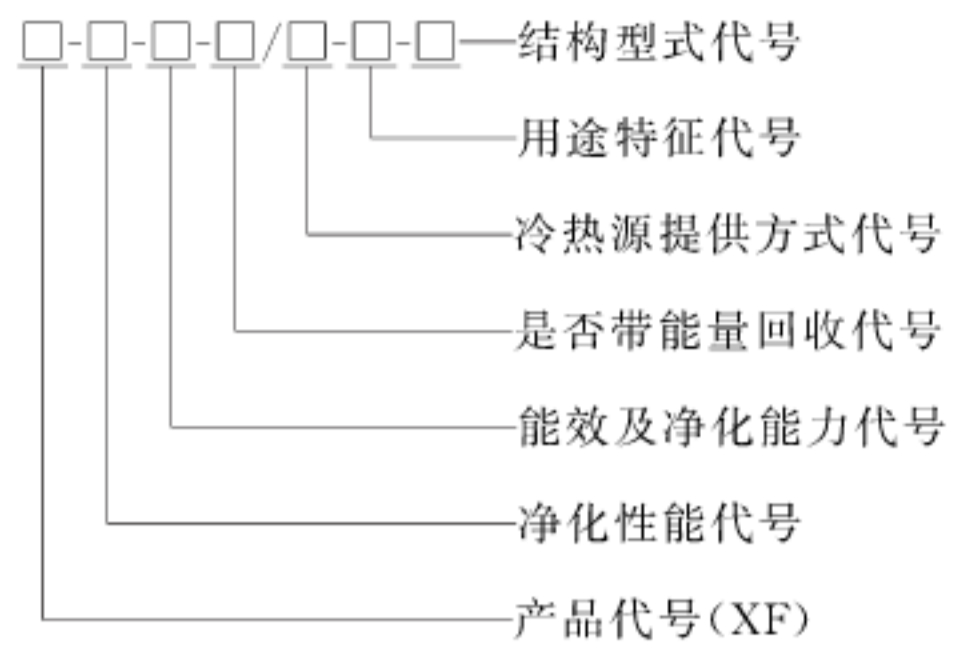 □-□-□-□/□-□-□ 结构型式代号
用途特征代号
冷热源提供方式代号
是否带能量回收代号
能效及净化能力代号
净化性能代号
产品代号(XF)